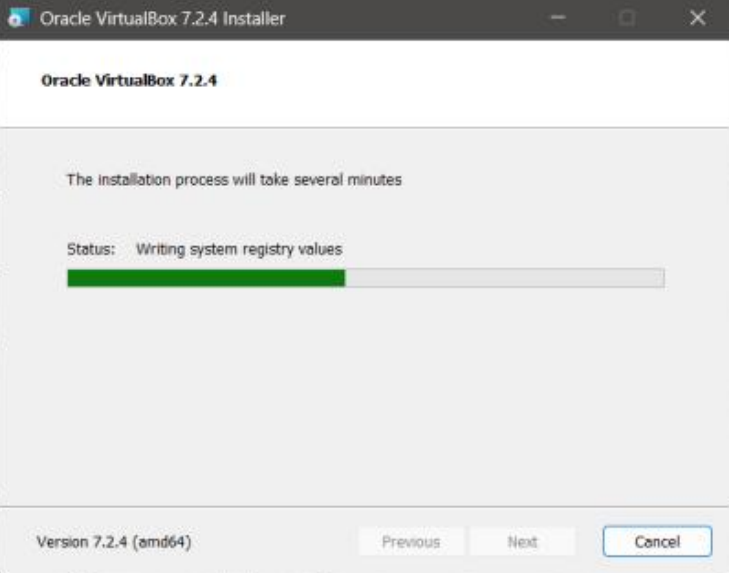 Oracle VirtualBox 7.2.4 Installer
Oracle VirtualBox 7.2.4
The installation process will take several minutes
Status: Writing system registry values
Version 7.2.4 (amd64) Previous Next Cancel